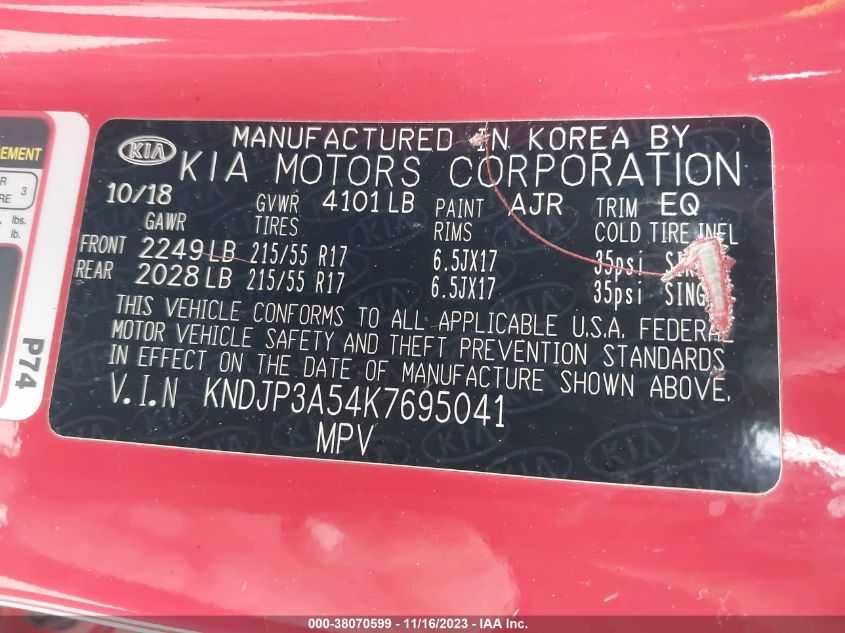 MANUFACTURED IN KOREA BY
KIA
KIA MOTORS CORPORATION
10/18 GVWR 4101 LB PAINT AJR TRIM EQ
GAWR TIRES RIMS COLD TIRE INFL
FRONT 2249 LB 215/55 R17 6.5JX17 35psi
REAR 2028 LB 215/55 R17 6.5JX17 35psi
THIS VEHICLE CONFORMS TO ALL APPLICABLE U.S.A. FEDERAL
MOTOR VEHICLE SAFETY AND THEFT PREVENTION STANDARDS
IN EFFECT ON THE DATE OF MANUFACTURE SHOWN ABOVE.
V.I.N KNDJP3A54K7695041
MPV
3
lbs.
lb.
P74
000-38070599 - 11/16/2023 - IAA Inc.